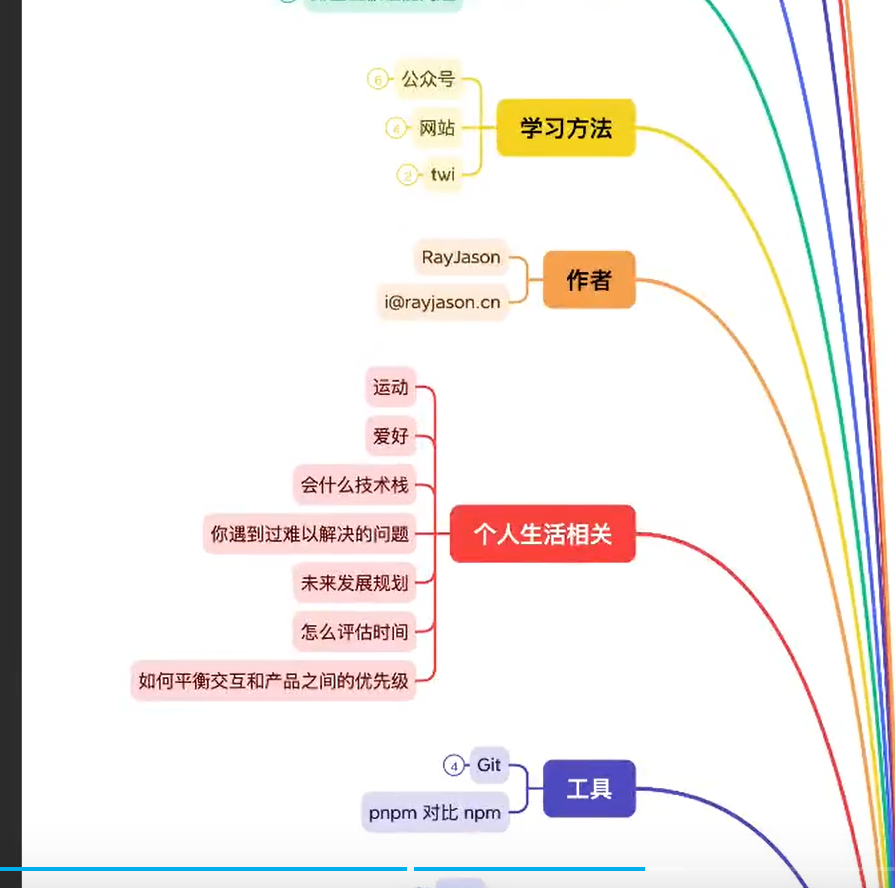 6
公众号
4
网站
2
twi
学习方法
RayJason
i@rayjason.cn
作者
运动
爱好
会什么技术栈
你遇到过难以解决的问题
未来发展规划
怎么评估时间
如何平衡交互和产品之间的优先级
个人生活相关
4
Git
pnpm 对比 npm
工具